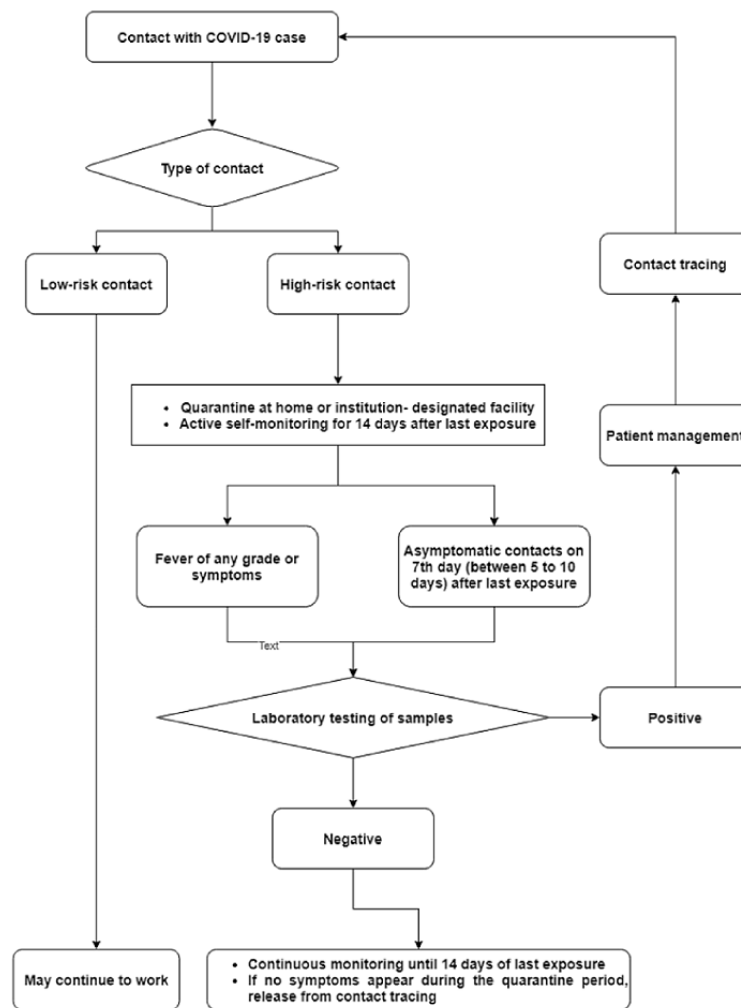 Contact with COVID-19 case
Type of contact
Low-risk contact
High-risk contact
Contact tracing
• Quarantine at home or institution- designated facility
• Active self-monitoring for 14 days after last exposure
Patient management
Fever of any grade or
symptoms
Asymptomatic contacts on
7th day (between 5 to 10
days) after last exposure
Text
Laboratory testing of samples
Positive
Negative
May continue to work
• Continuous monitoring until 14 days of last exposure
• If no symptoms appear during the quarantine period,
release from contact tracing